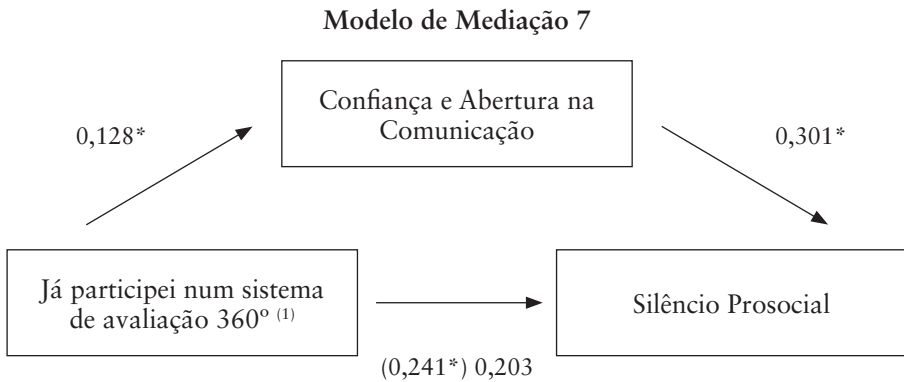 Modelo de Mediação 7
Confiança e Abertura na
Comunicação
0,128*
0,301*
Já participei num sistema
de avaliação 360º (1)
Silêncio Prosocial
(0,241*) 0,203